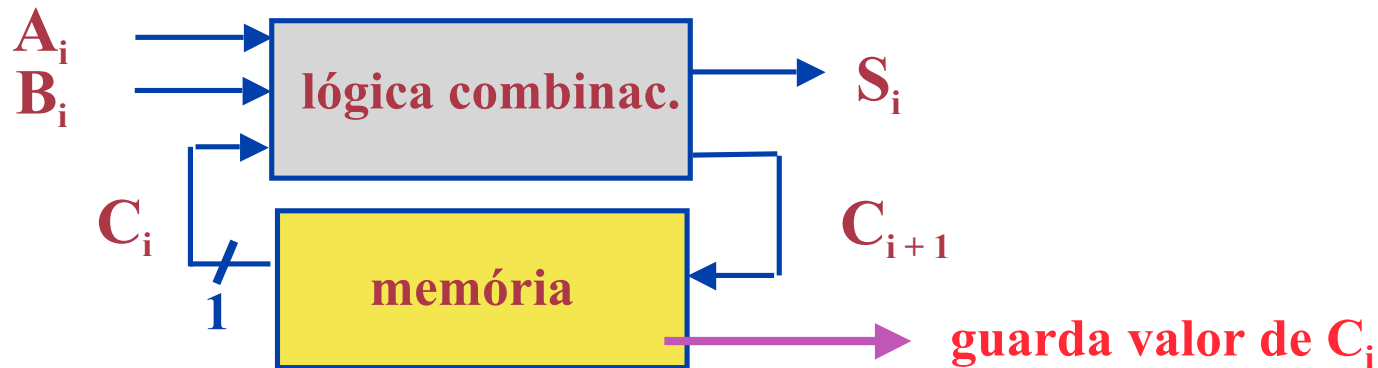 Ai
Bi
lógica combinac.
Si
Ci
Ci + 1
1
memória
guarda valor de Ci